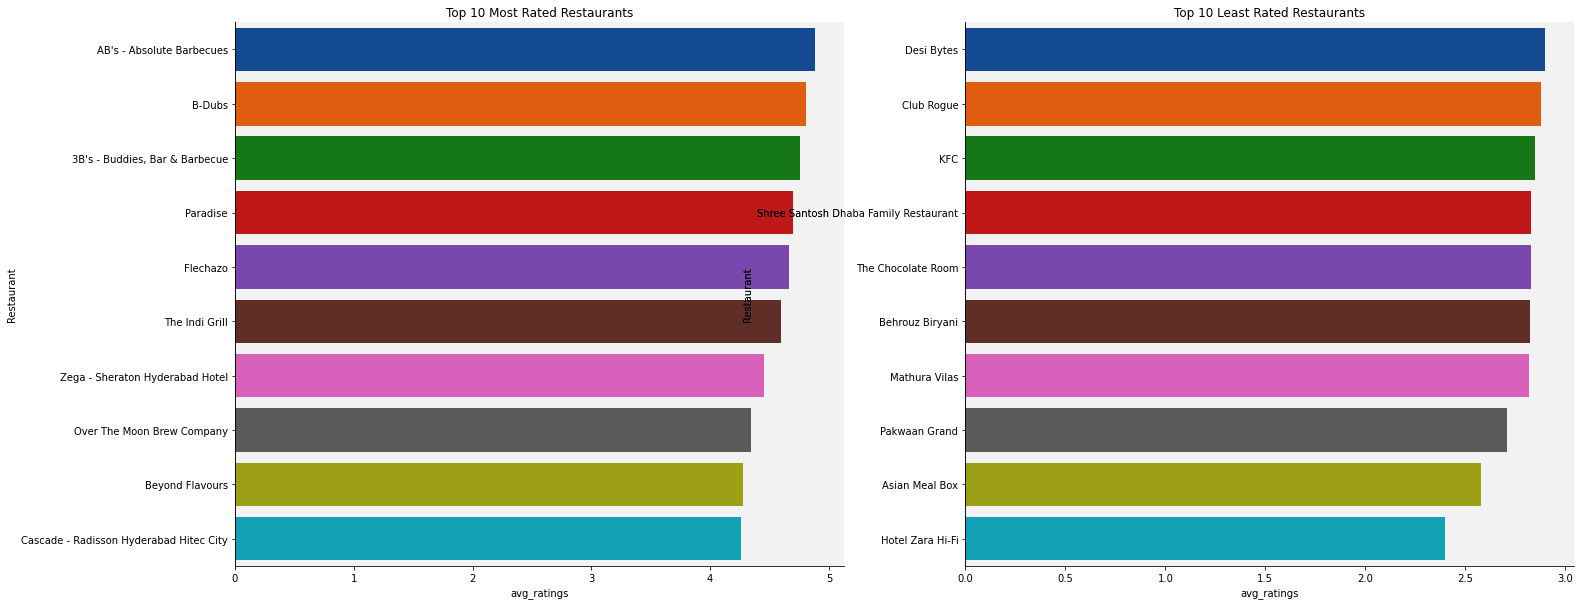 Top 10 Most Rated Restaurants
Restaurant
AB's - Absolute Barbecues
B-Dubs
3B's - Buddies, Bar & Barbecue
Paradise
Flechazo
The Indi Grill
Zega - Sheraton Hyderabad Hotel
Over The Moon Brew Company
Beyond Flavours
Cascade - Radisson Hyderabad Hitec City
0 1 2 3 4 5
avg_ratings
Top 10 Least Rated Restaurants
Restaurant
Desi Bytes
Club Rogue
KFC
Shree Santosh Dhaba Family Restaurant
The Chocolate Room
Behrouz Biryani
Mathura Vilas
Pakwaan Grand
Asian Meal Box
Hotel Zara Hi-Fi
0.0 0.5 1.0 1.5 2.0 2.5 3.0
avg_ratings